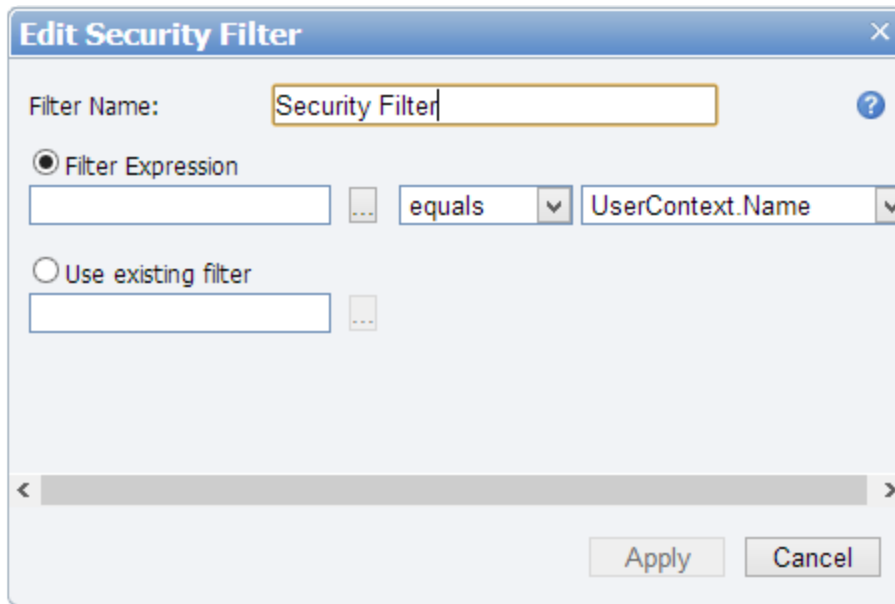 Edit Security Filter
Filter Name: Security Filter
Filter Expression
... equals UserContext.Name
Use existing filter
...
Apply Cancel